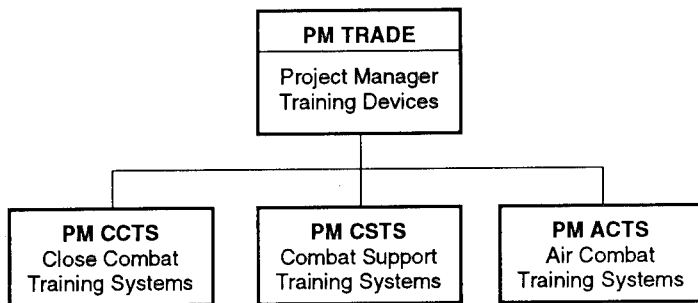 PM TRADE
Project Manager
Training Devices
PM CCTS
Close Combat
Training Systems
PM CSTS
Combat Support
Training Systems
PM ACTS
Air Combat
Training Systems